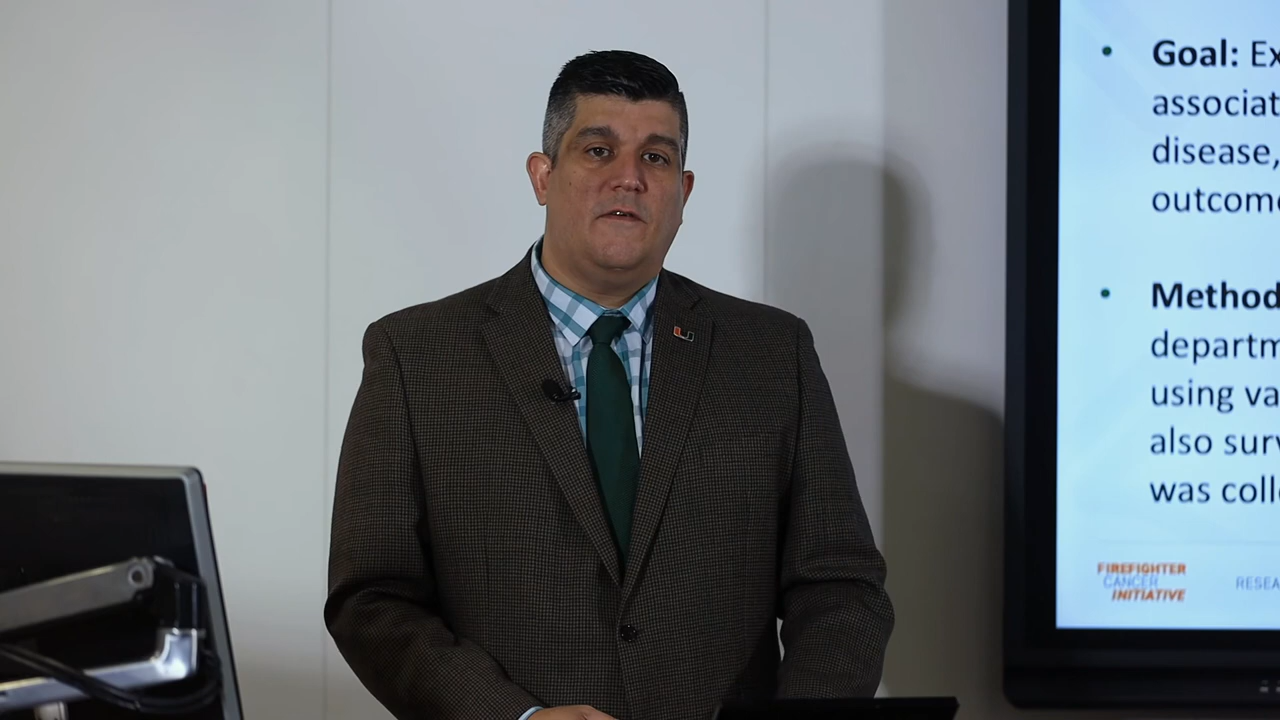 Goal: Ex
associat
disease,
outcome
Method
departm
using va
also surv
was coll
FIREFIGHTER
CANCER
INITIATIVE
RESEA